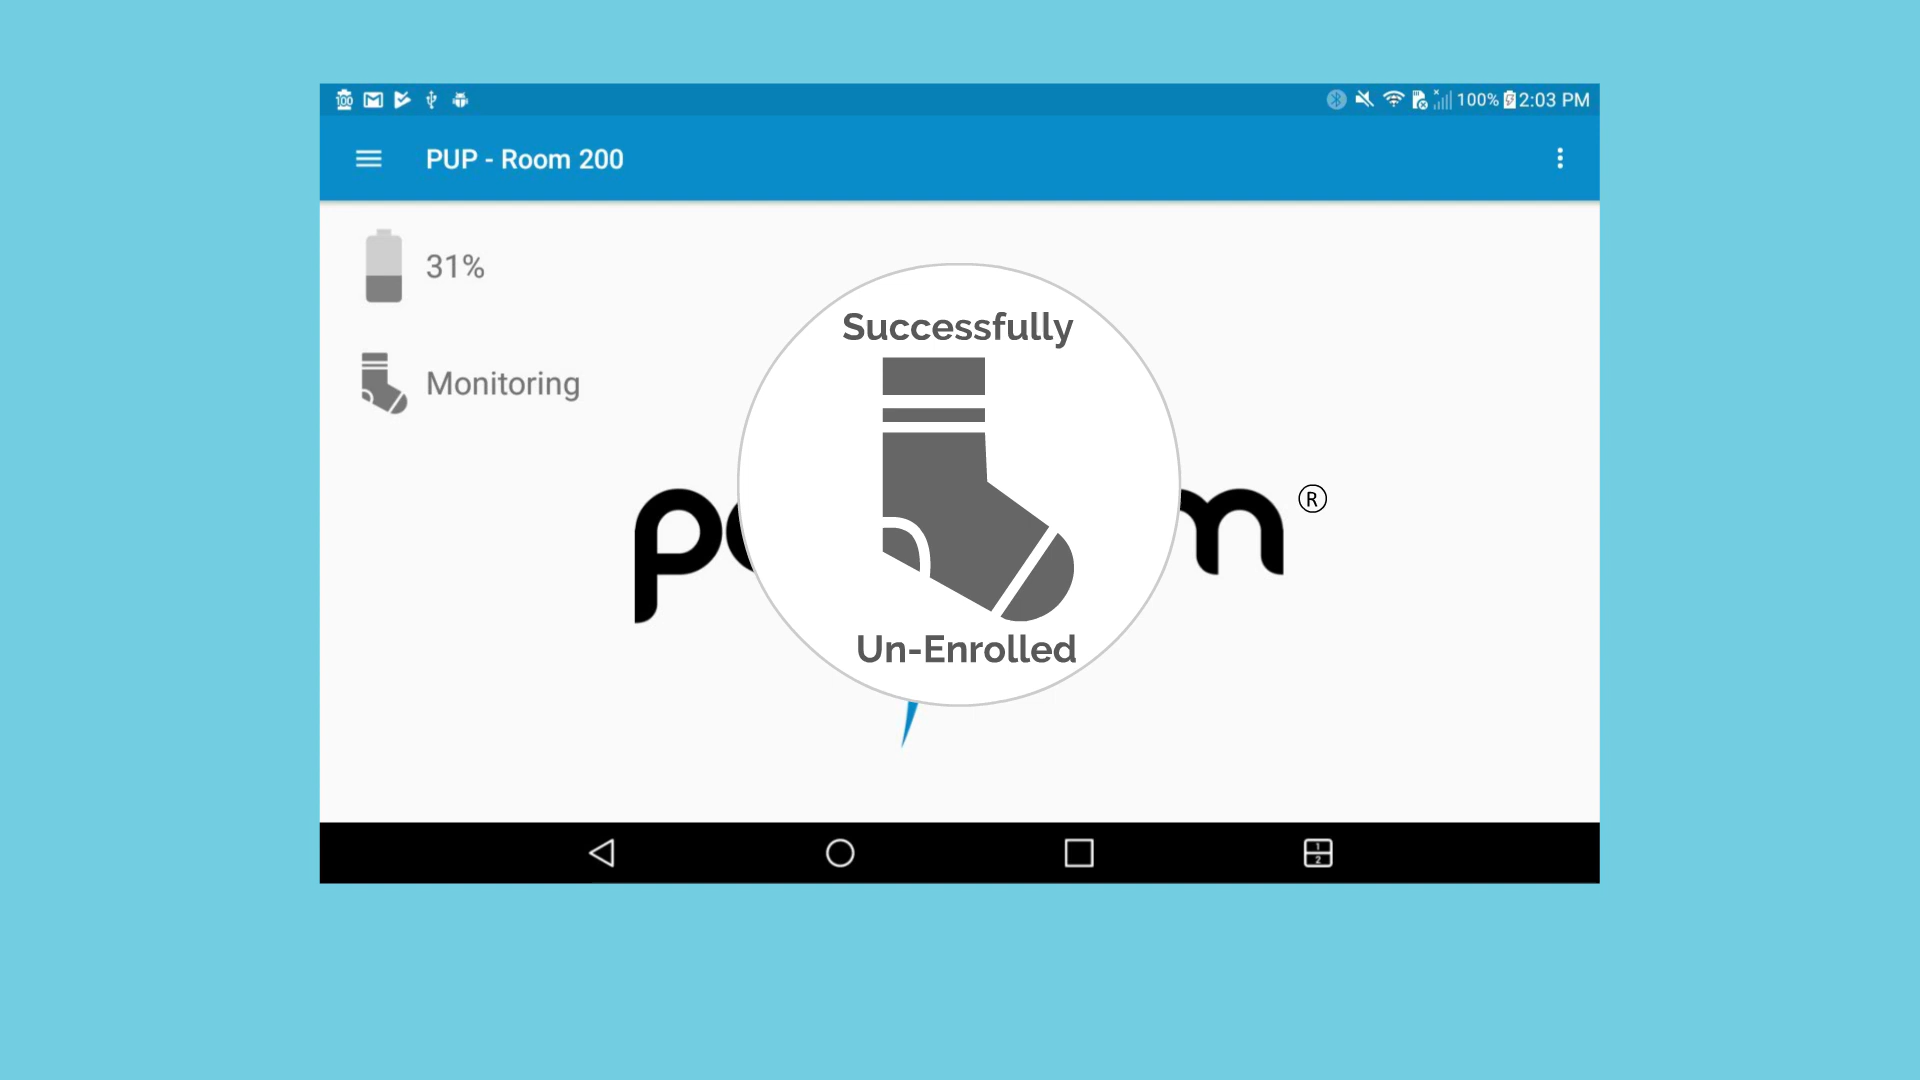 100% 2:03 PM
PUP - Room 200
31%
Monitoring
Successfully
Un-Enrolled
®